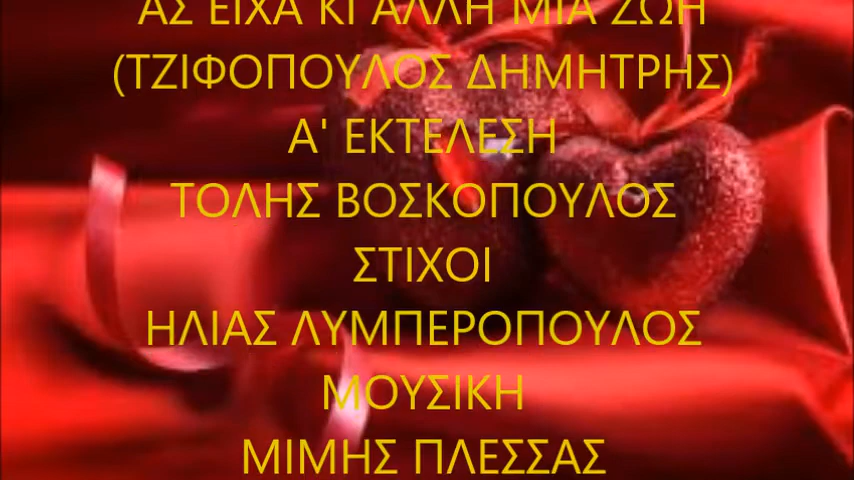 ΑΣ ΕΙΧΑ ΚΙ ΑΛΛΗ ΜΙΑ ΖΩΗ
(ΤΖΙΦΟΠΟΥΛΟΣ ΔΗΜΗΤΡΗΣ)
Α' ΕΚΤΕΛΕΣΗ
ΤΟΛΗΣ ΒΟΣΚΟΠΟΥΛΟΣ
ΣΤΙΧΟΙ
ΗΛΙΑΣ ΛΥΜΠΕΡΟΠΟΥΛΟΣ
ΜΟΥΣΙΚΗ
ΜΙΜΗΣ ΠΛΕΣΣΑΣ